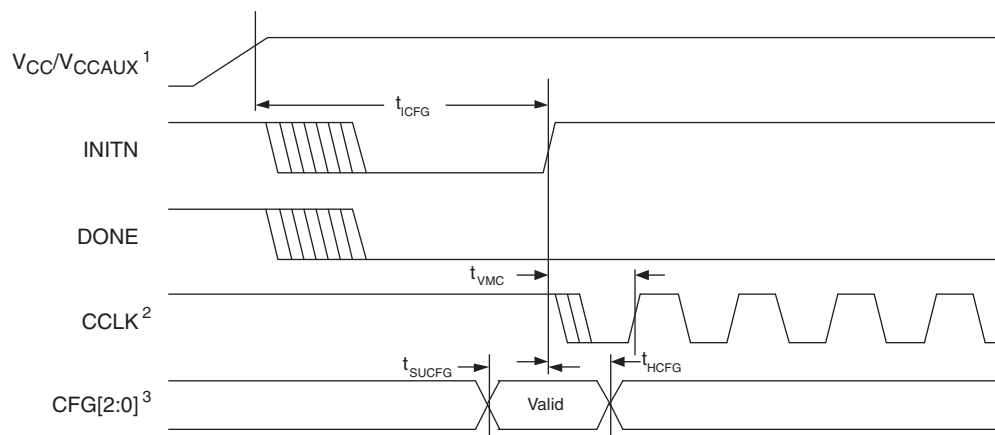 VCC/VCCAUX 1
tICFG
INITN
DONE
tVMC
CCLK 2
tSUCFG
tHCFG
CFG[2:0]3
Valid